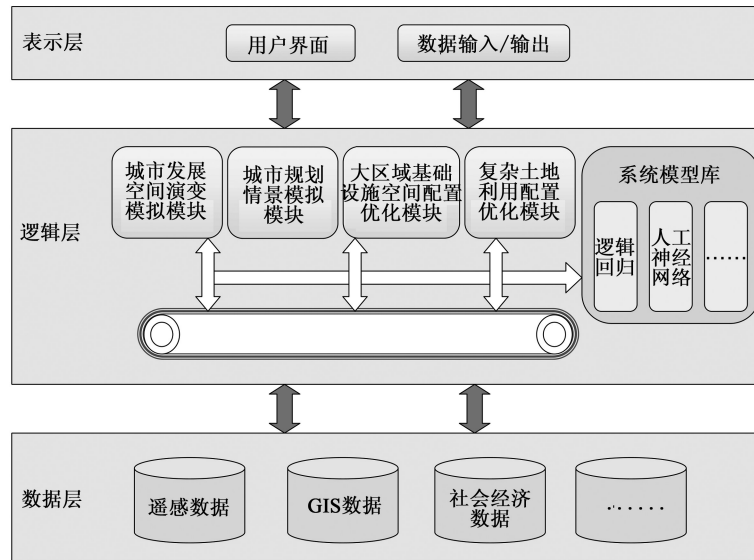 表示层
用户界面
数据输入/输出
逻辑层
城市发展
空间演变
模拟模块
城市规划
情景模拟
模块
大区域基础
设施空间配置
优化模块
复杂土地
利用配置
优化模块
系统模型库
逻辑
回归
人工
神经
网络
……
数据层
遥感数据
GIS数据
社会经济
数据
……